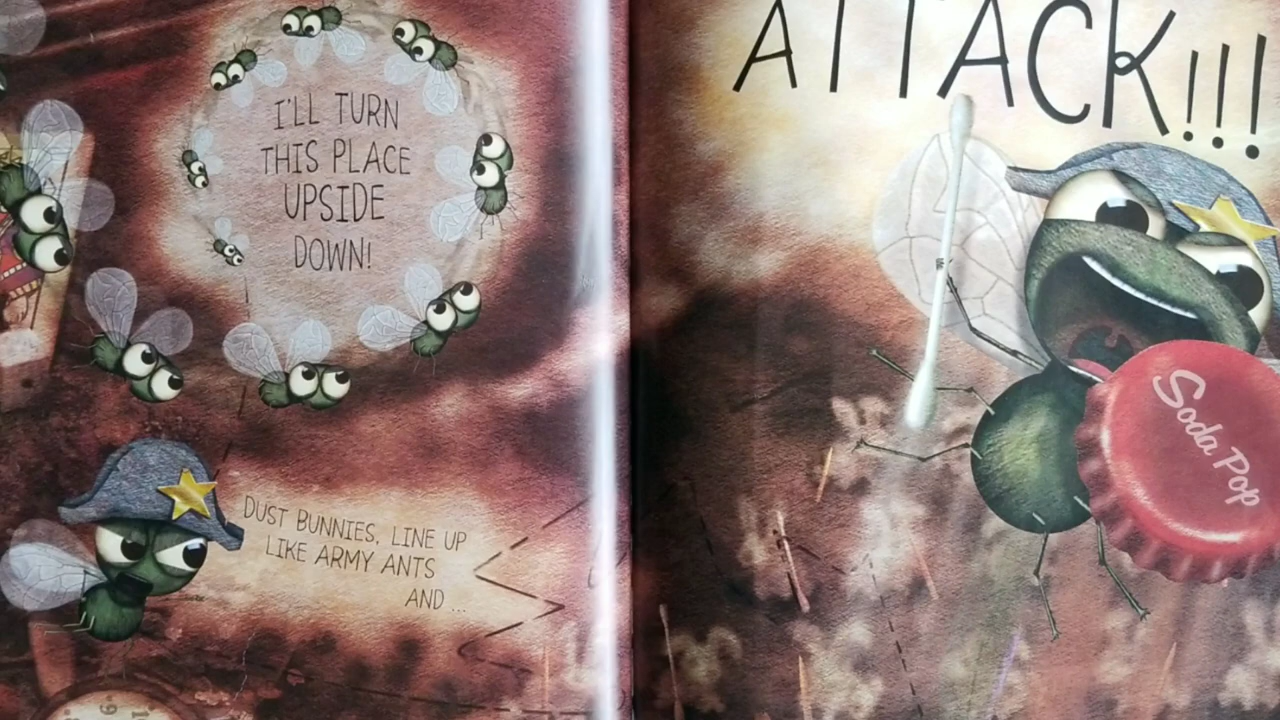 I'LL TURN
THIS PLACE
UPSIDE
DOWN!
DUST BUNNIES, LINE UP
LIKE ARMY ANTS
AND ...
ATTACK!!!
Soda Pop